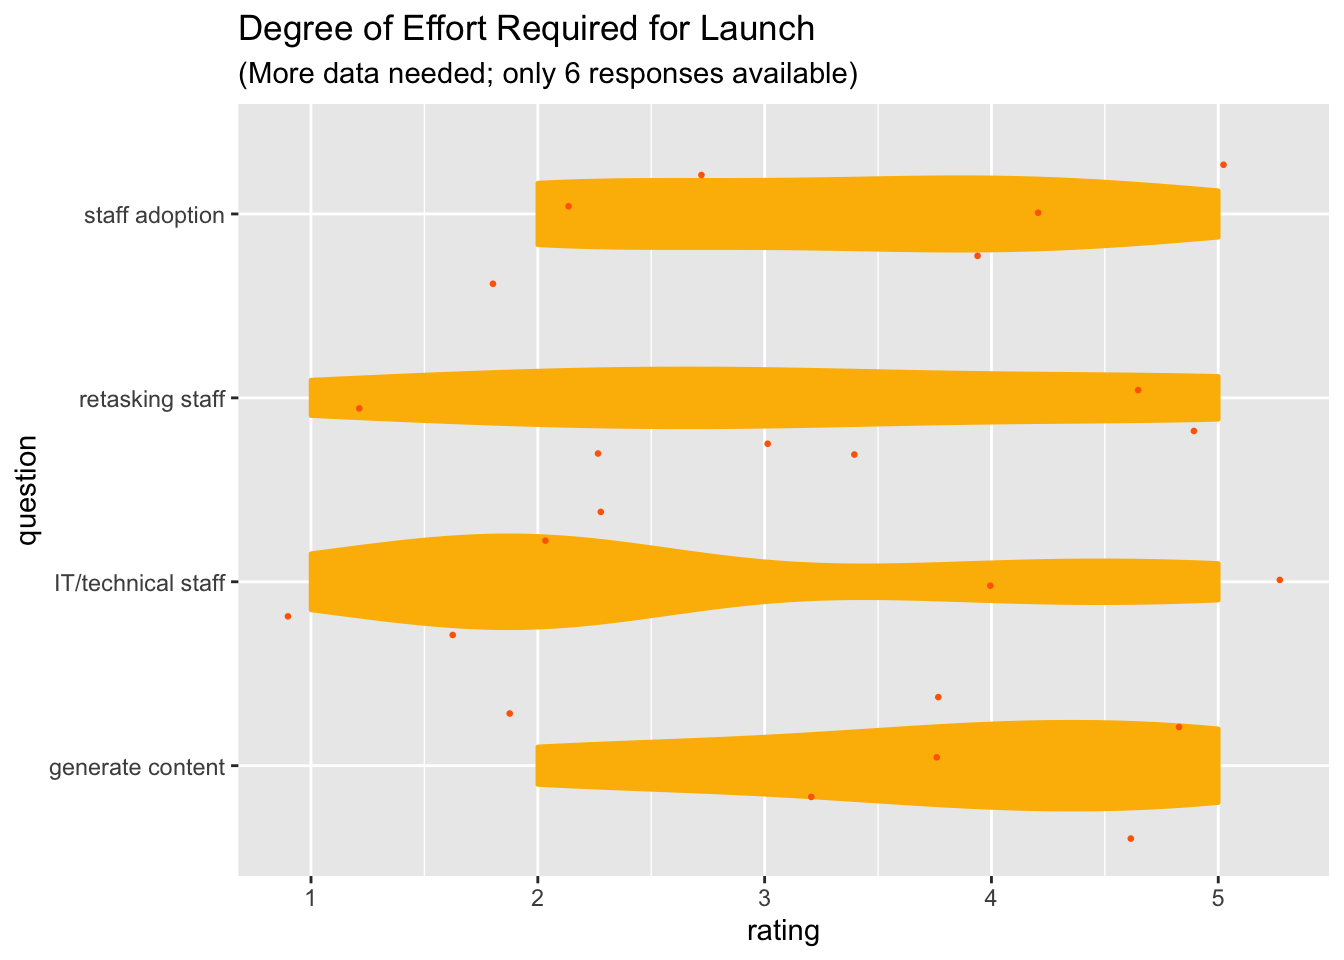 Degree of Effort Required for Launch
(More data needed; only 6 responses available)
staff adoption
retasking staff
IT/technical staff
generate content
question
1 2 3 4 5
rating